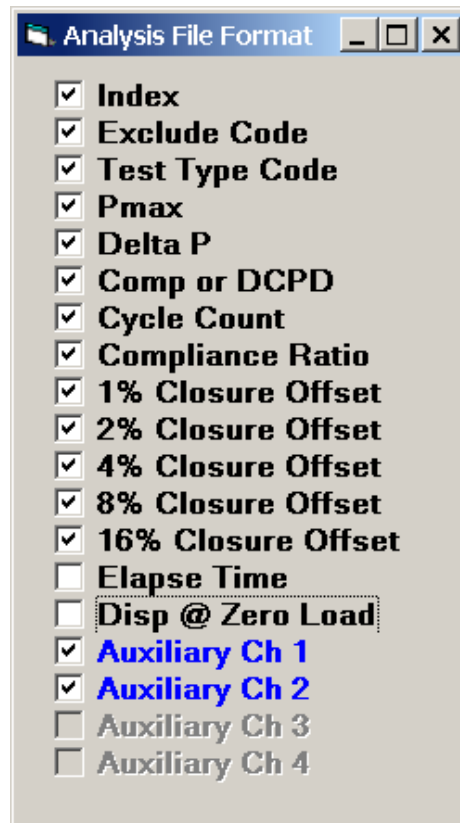 Analysis File Format
Index
Exclude Code
Test Type Code
Pmax
Delta P
Comp or DCPD
Cycle Count
Compliance Ratio
1% Closure Offset
2% Closure Offset
4% Closure Offset
8% Closure Offset
16% Closure Offset
Elapse Time
Disp @ Zero Load
Auxiliary Ch 1
Auxiliary Ch 2
Auxiliary Ch 3
Auxiliary Ch 4